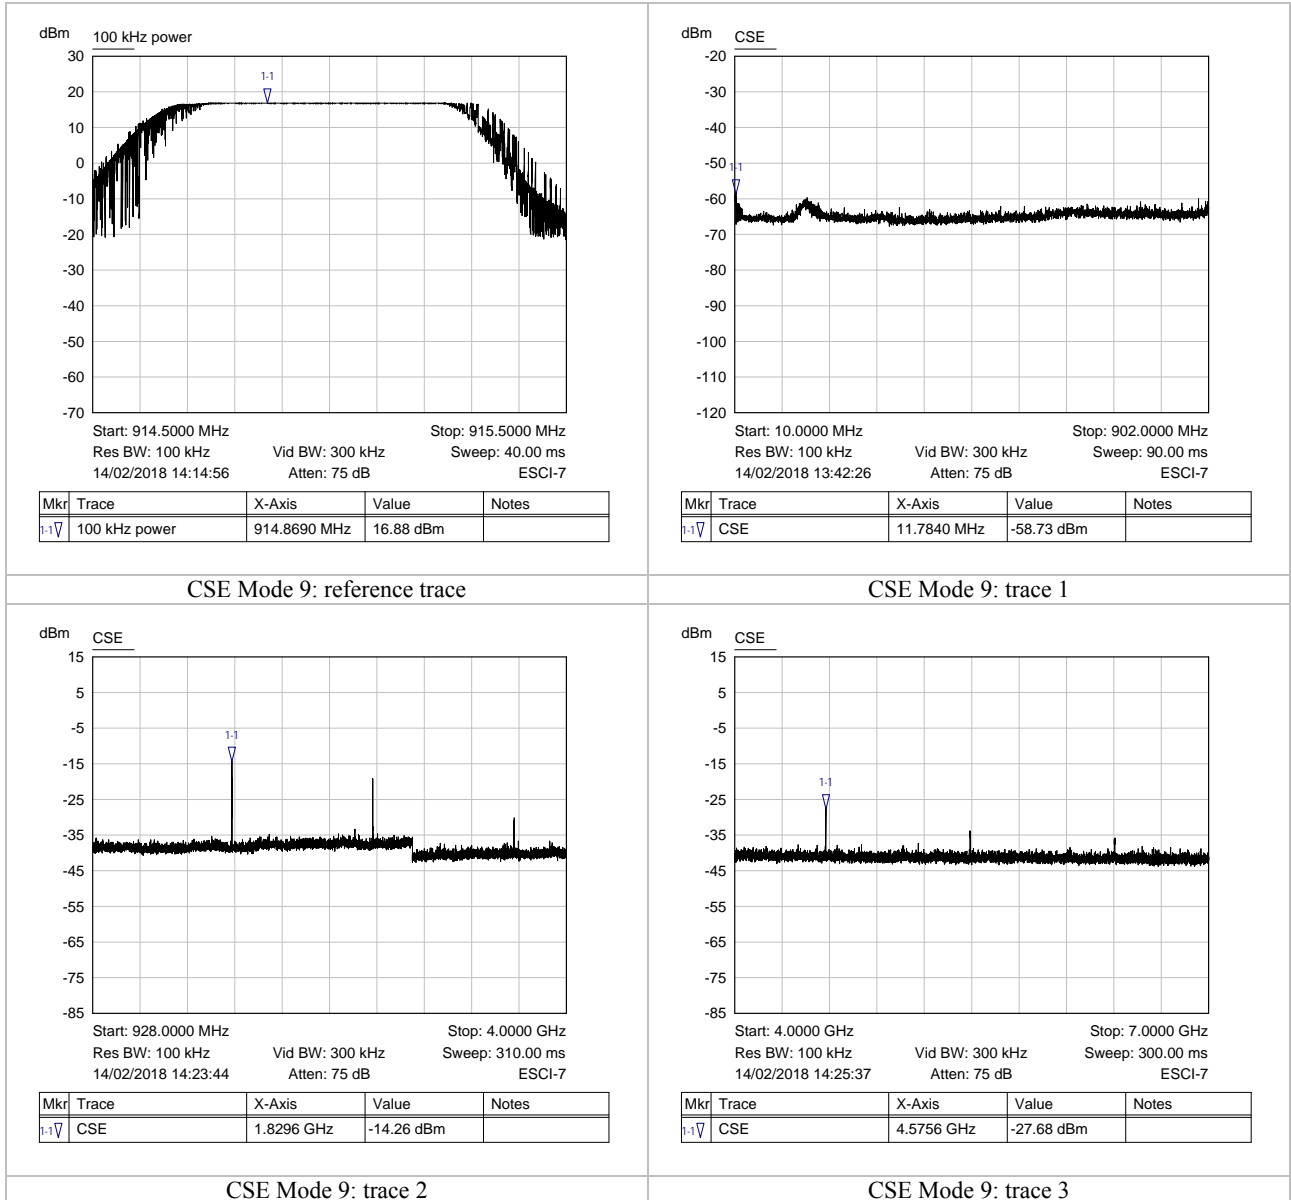 dBm
100 kHz power
1-1
30
20
10
0
-10
-20
-30
-40
-50
-60
-70
Start: 914.5000 MHz Stop: 915.5000 MHz
Res BW: 100 kHz Vid BW: 300 kHz Sweep: 40.00 ms
14/02/2018 14:14:56 Atten: 75 dB ESCI-7
Mkr Trace X-Axis Value Notes
1-1 100 kHz power 914.8690 MHz 16.88 dBm
CSE Mode 9: reference trace
dBm
CSE
-20
-30
-40
-50
1-1
-60
-70
-80
-90
-100
-110
-120
Start: 10.0000 MHz Stop: 902.0000 MHz
Res BW: 100 kHz Vid BW: 300 kHz Sweep: 90.00 ms
14/02/2018 13:42:26 Atten: 75 dB ESCI-7
Mkr Trace X-Axis Value Notes
1-1 CSE 11.7840 MHz -58.73 dBm
CSE Mode 9: trace 1
dBm
CSE
15
5
-5
1-1
-15
-25
-35
-45
-55
-65
-75
-85
Start: 928.0000 MHz Stop: 4.0000 GHz
Res BW: 100 kHz Vid BW: 300 kHz Sweep: 310.00 ms
14/02/2018 14:23:44 Atten: 75 dB ESCI-7
Mkr Trace X-Axis Value Notes
1-1 CSE 1.8296 GHz -14.26 dBm
CSE Mode 9: trace 2
dBm
CSE
15
5
-5
-15
1-1
-25
-35
-45
-55
-65
-75
-85
Start: 4.0000 GHz Stop: 7.0000 GHz
Res BW: 100 kHz Vid BW: 300 kHz Sweep: 300.00 ms
14/02/2018 14:25:37 Atten: 75 dB ESCI-7
Mkr Trace X-Axis Value Notes
1-1 CSE 4.5756 GHz -27.68 dBm
CSE Mode 9: trace 3